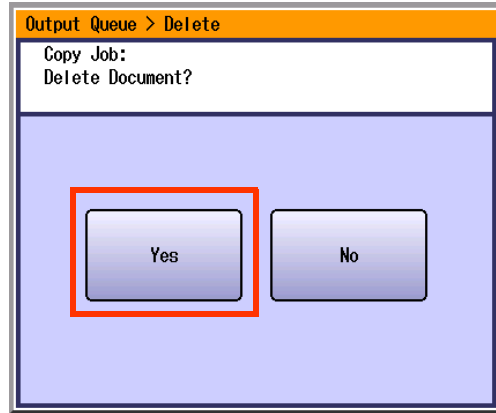 Output Queue > Delete
Copy Job:
Delete Document?
Yes
No